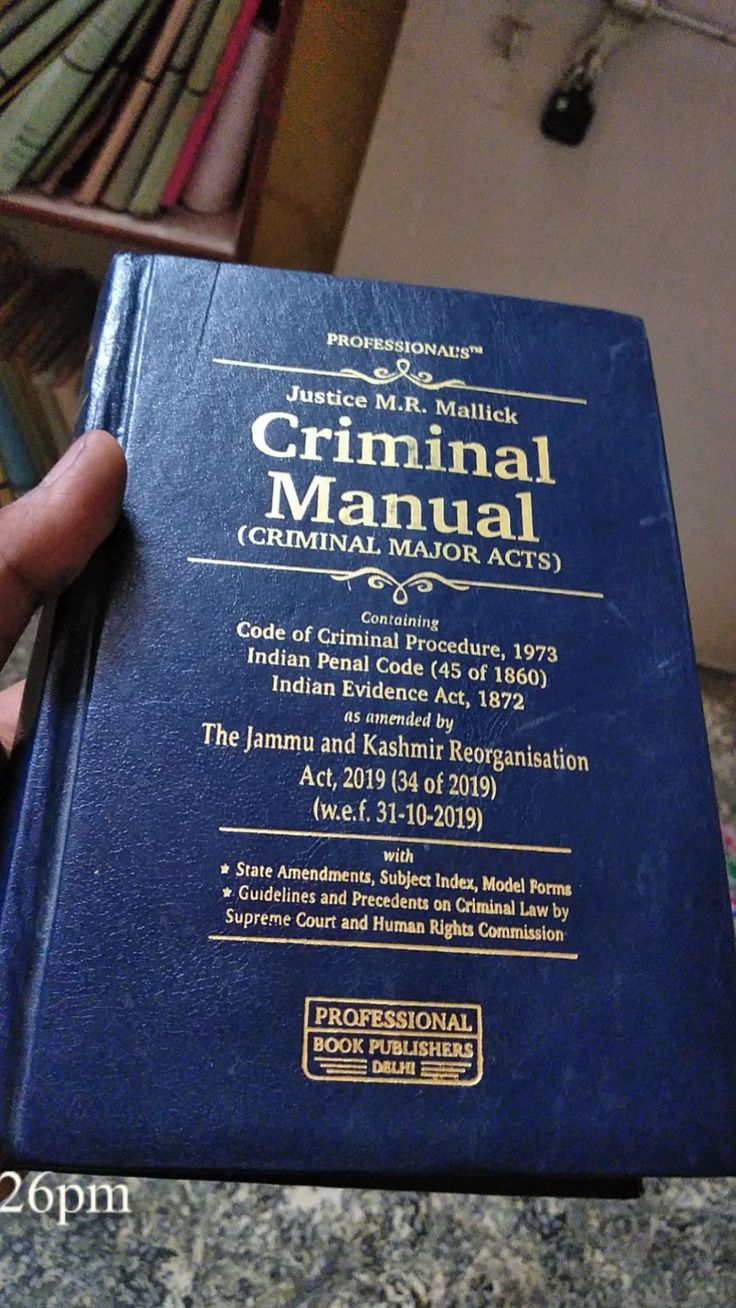 PROFESSIONAL'S™
Justice M.R. Mallick
Criminal
Manual
(CRIMINAL MAJOR ACTS)
Containing
Code of Criminal Procedure, 1973
Indian Penal Code (45 of 1860)
Indian Evidence Act, 1872
as amended by
The Jammu and Kashmir Reorganisation
Act, 2019 (34 of 2019)
(w.e.f. 31-10-2019)
with
★ State Amendments, Subject Index, Model Forms
★ Guidelines and Precedents on Criminal Law by
Supreme Court and Human Rights Commission
PROFESSIONAL
BOOK PUBLISHERS
DELHI
26pm